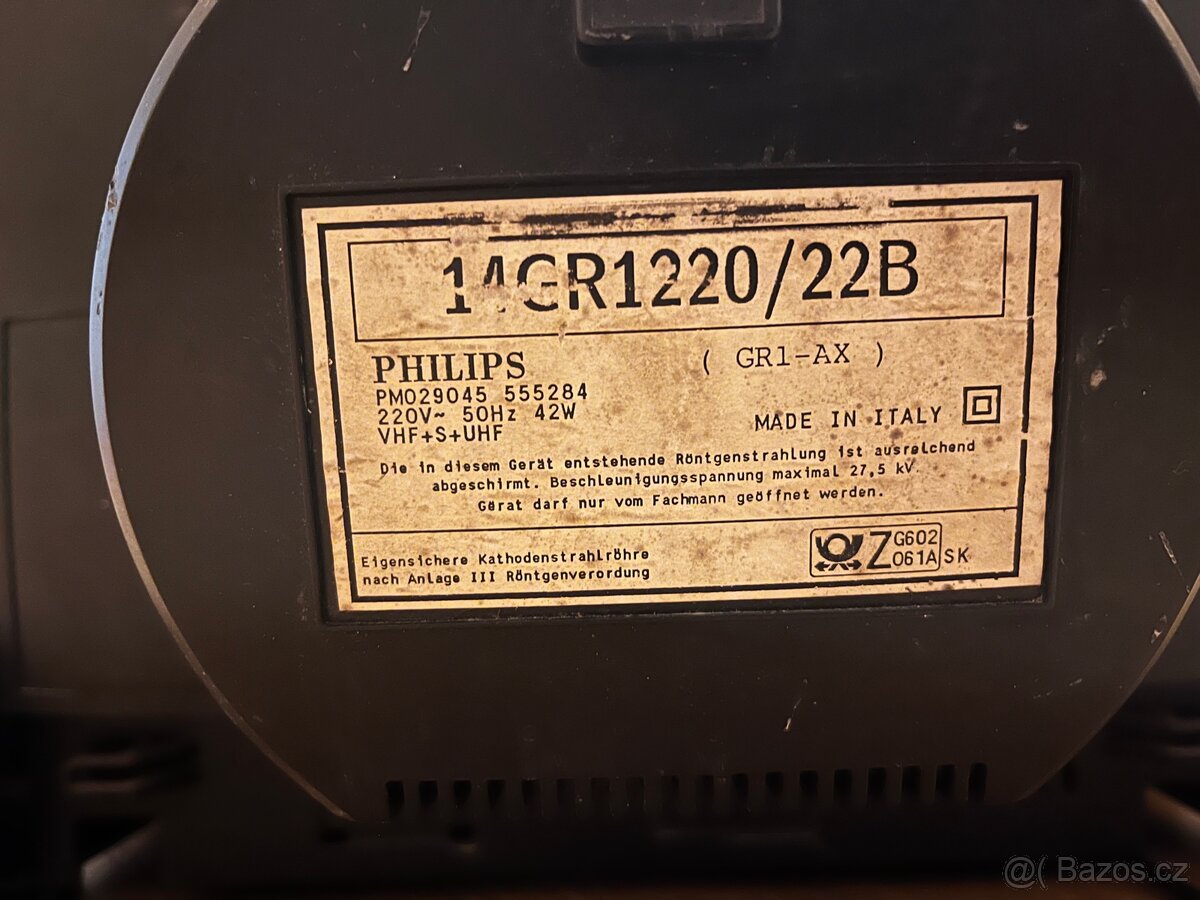 14GR1220/22B
PHILIPS
( GR1-AX )
PM029045 555284
220V~ 50Hz 42W
VHF+S+UHF
MADE IN ITALY
Die in diesem Gerät entstehende Röntgenstrahlung ist ausreichend
abgeschirmt. Beschleunigungsspannung maximal 27,5 kV.
Gerät darf nur vom Fachmann geöffnet werden.
Eigensichere Kathodenstrahlröhre
nach Anlage III Röntgenverordung
Z G602
061A SK
@( Bazos.cz